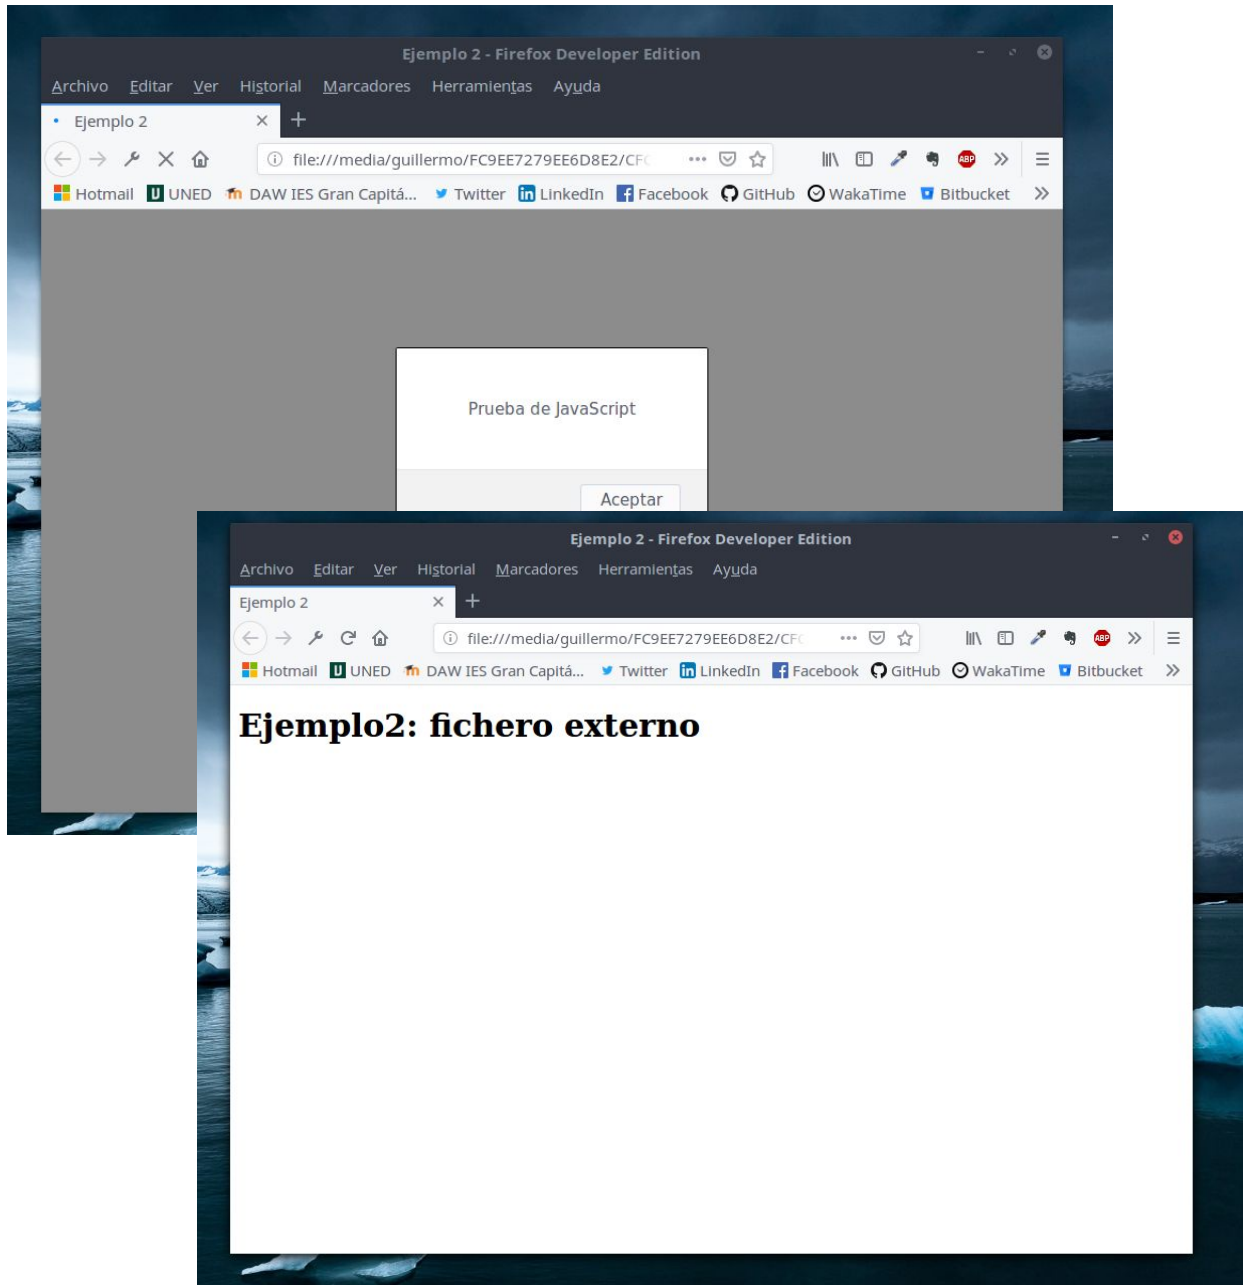 Ejemplo 2 - Firefox Developer Edition
Archivo Editar Ver Historial Marcadores Herramientas Ayuda
Ejemplo 2
file:///media/guillermo/FC9EE7279EE6D8E2/CF
ABP
Hotmail UNED DAW IES Gran Capitá... Twitter LinkedIn Facebook GitHub WakaTime Bitbucket
Prueba de JavaScript
Aceptar
Ejemplo 2 - Firefox Developer Edition
Archivo Editar Ver Historial Marcadores Herramientas Ayuda
Ejemplo 2
file:///media/guillermo/FC9EE7279EE6D8E2/CF
ABP
Hotmail UNED DAW IES Gran Capitá... Twitter LinkedIn Facebook GitHub WakaTime Bitbucket
Ejemplo2: fichero externo